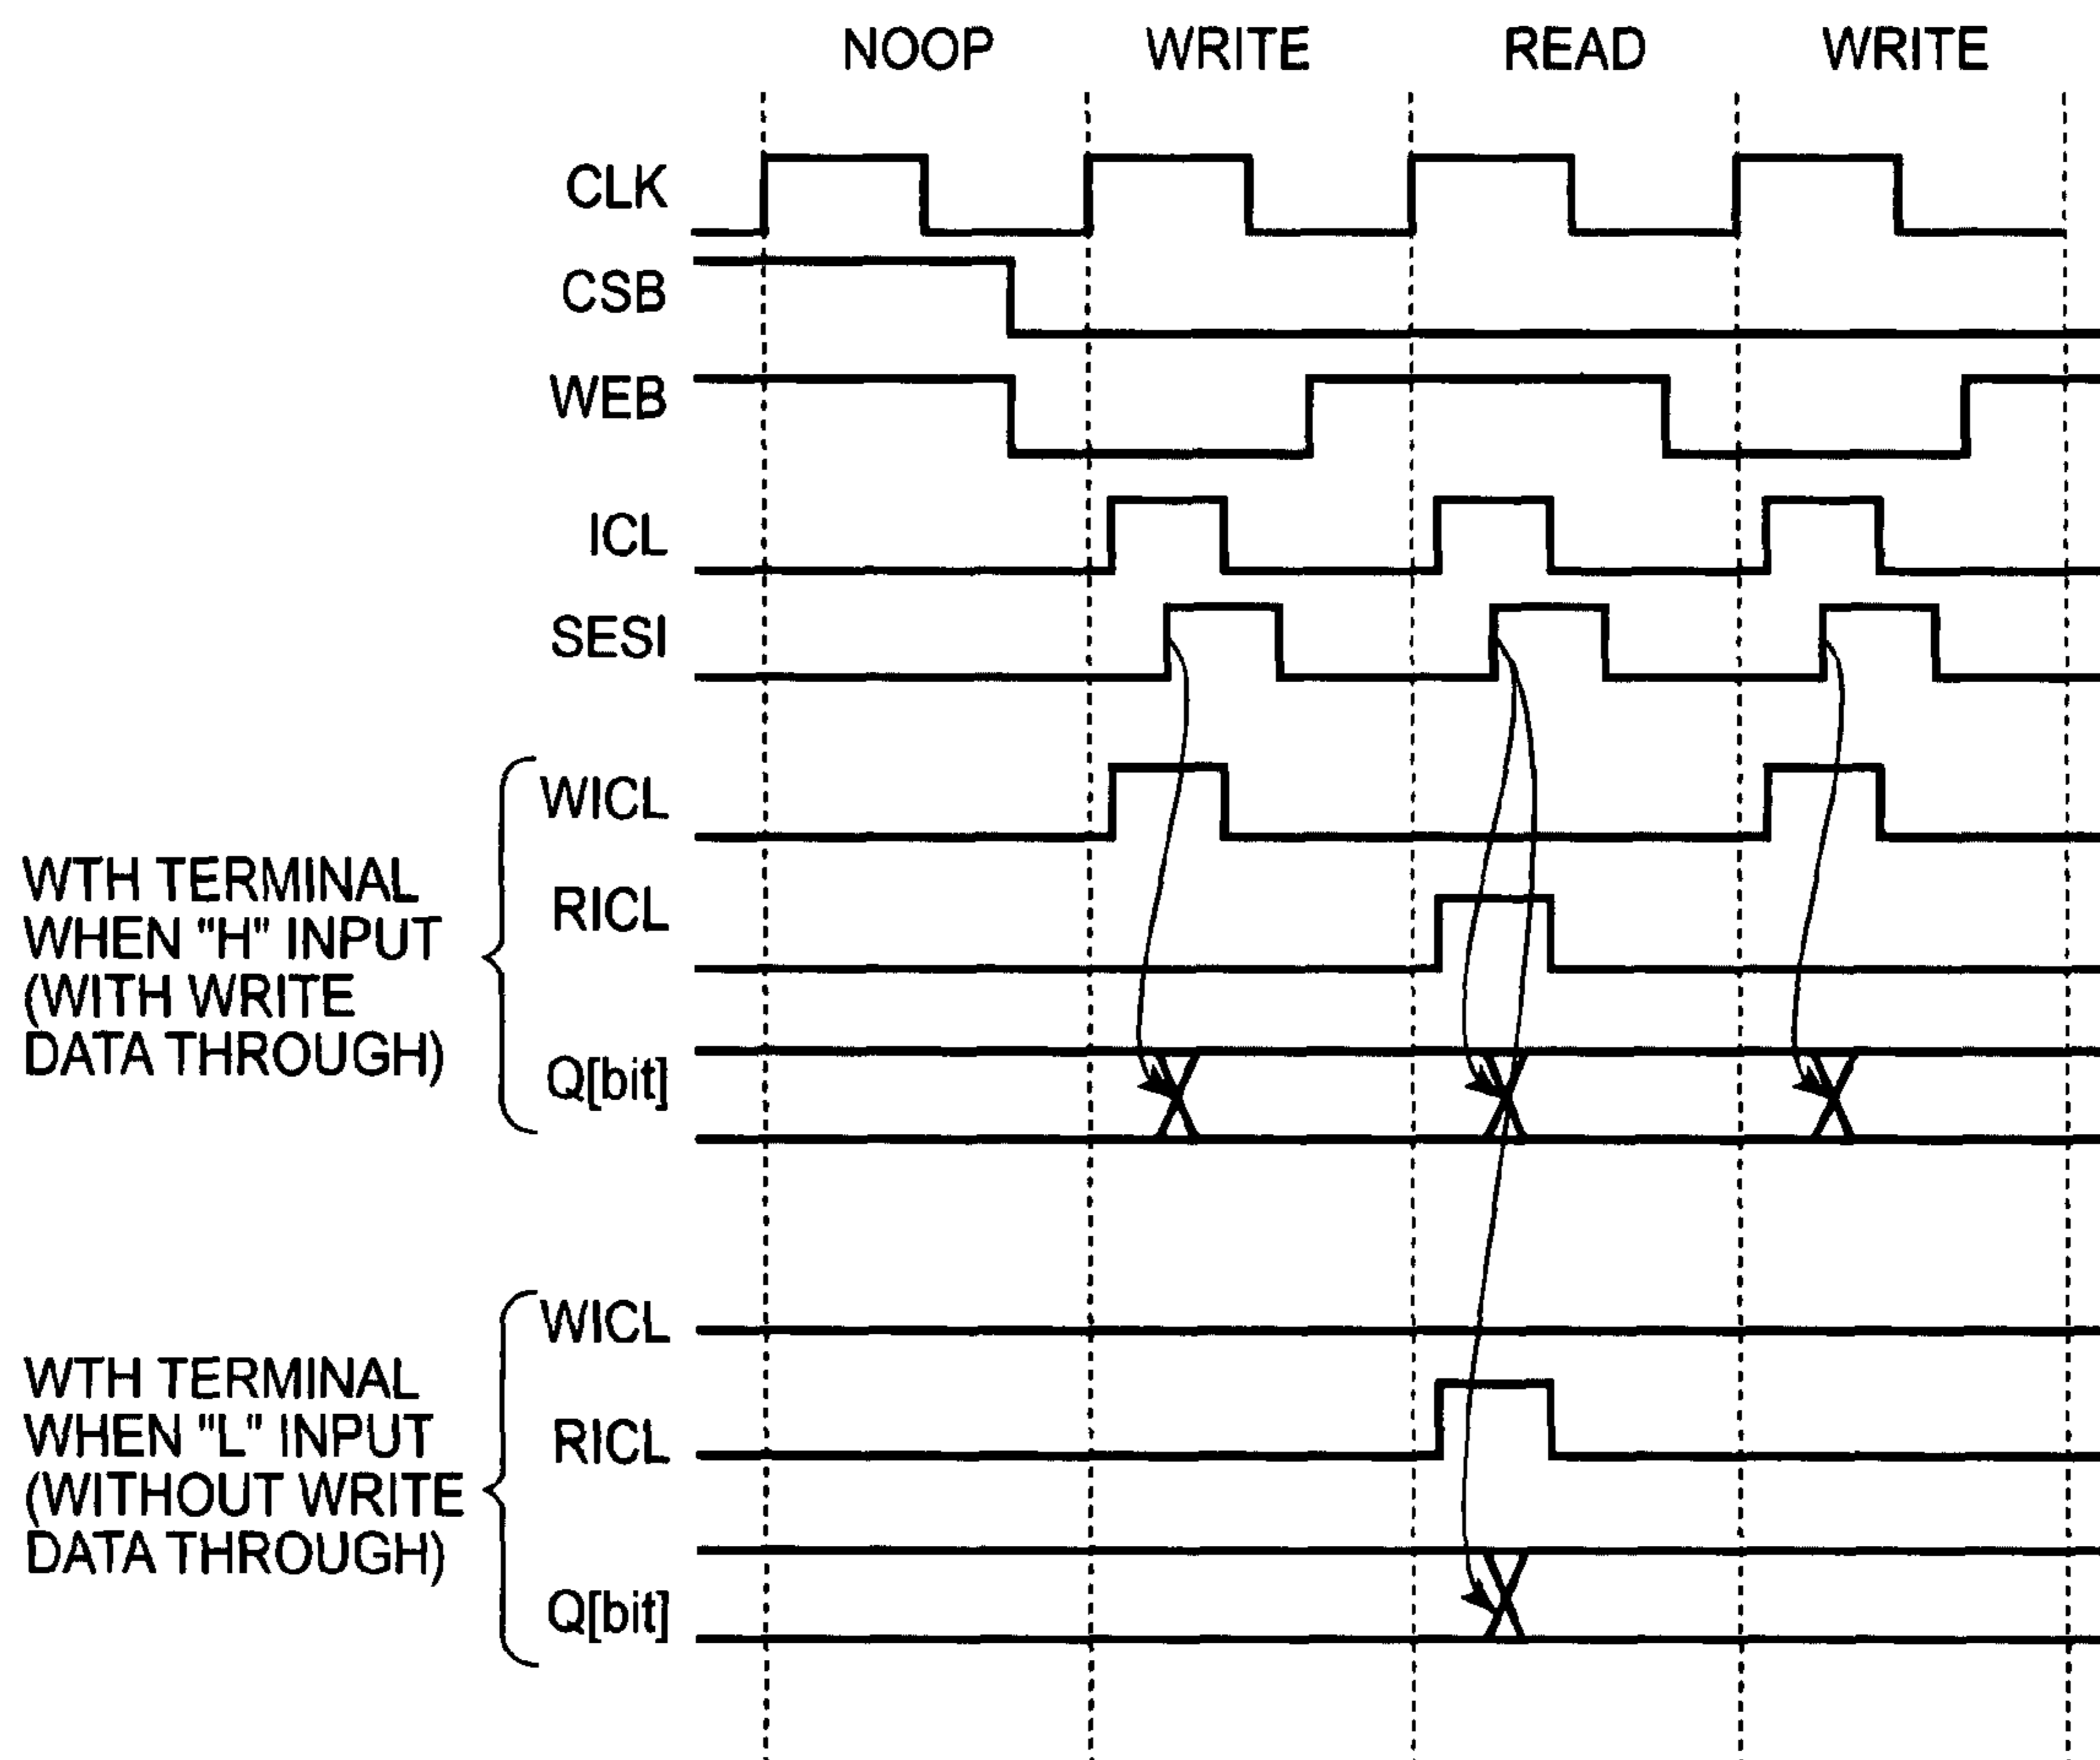 NOOP WRITE READ WRITE
CLK
CSB
WEB
ICL
SESI
WTH TERMINAL
WHEN "H" INPUT
(WITH WRITE
DATA THROUGH)
WICL
RICL
Q[bit]
WTH TERMINAL
WHEN "L" INPUT
(WITHOUT WRITE
DATA THROUGH)
WICL
RICL
Q[bit]